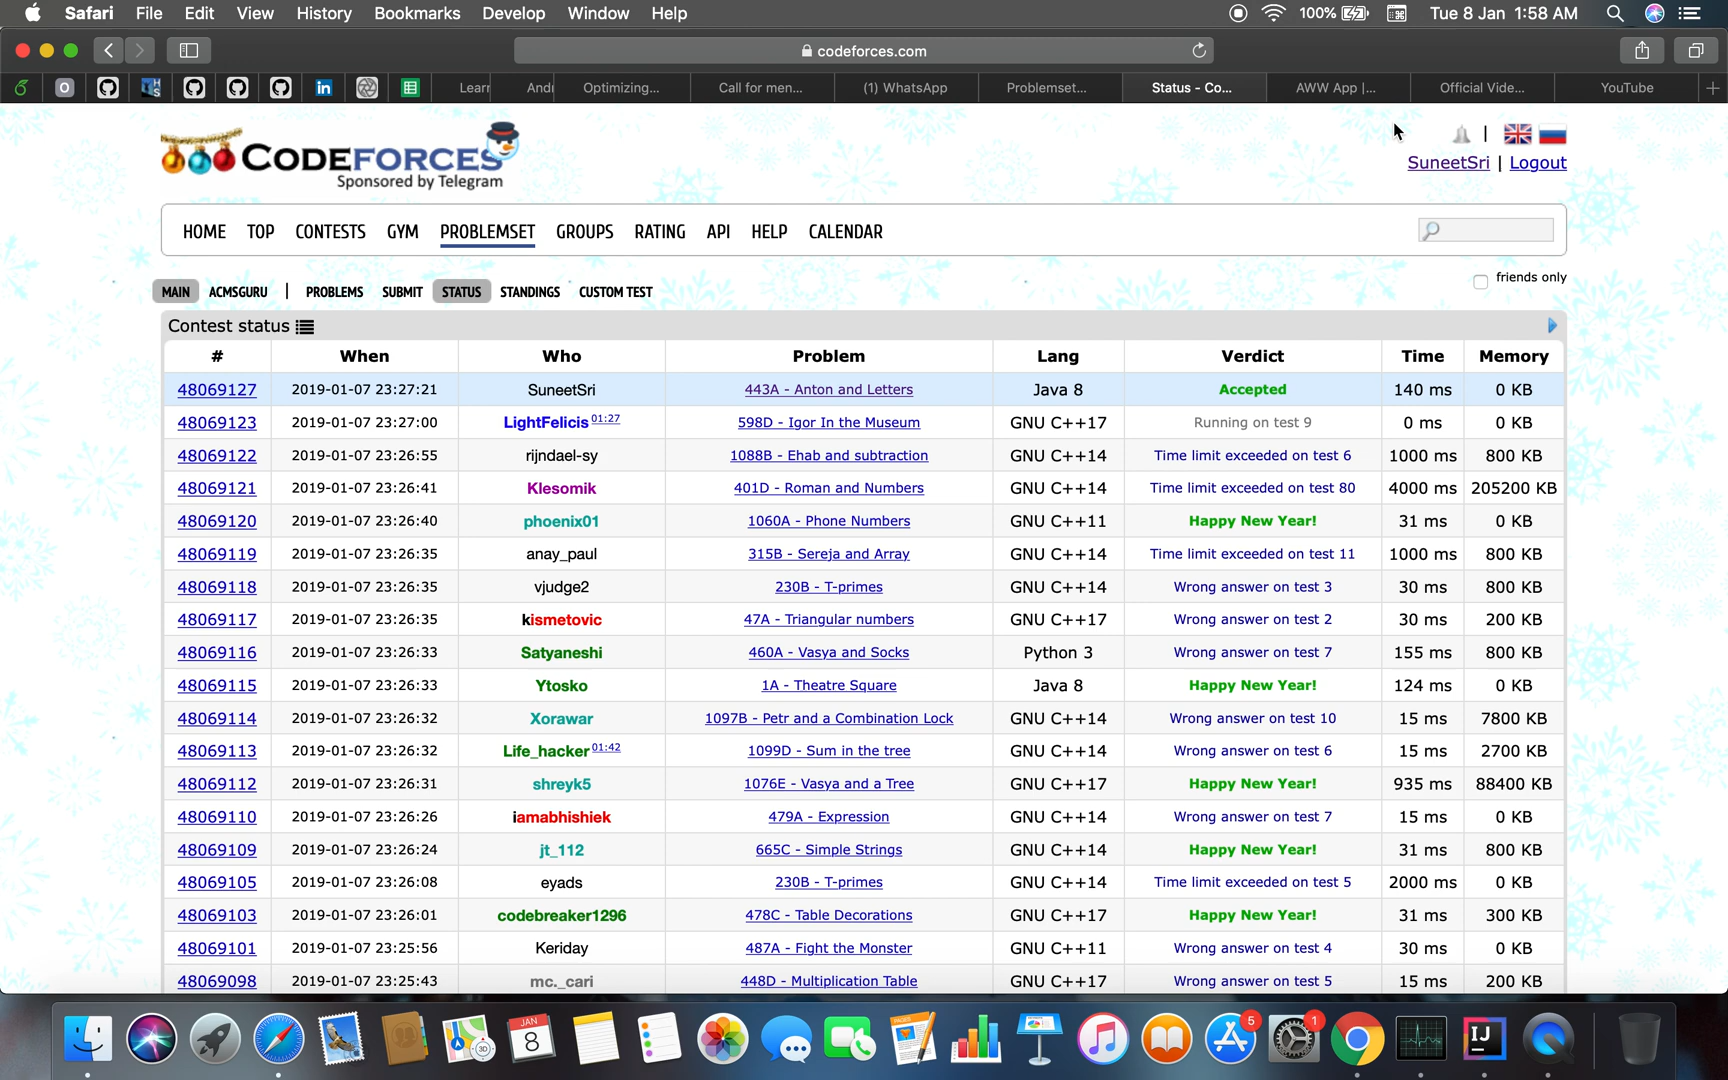 Safari File Edit View History Bookmarks Develop Window Help 100% Tue 8 Jan 1:58 AM
codeforces.com
Lear And Optimizing... Call for men... (1) WhatsApp Problemset... Status - Co... AWW App |... Official Vide... YouTube
CODEFORCES
Sponsored by Telegram
SuneetSri | Logout
HOME TOP CONTESTS GYM PROBLEMSET GROUPS RATING API HELP CALENDAR
friends only
MAIN ACMSGURU | PROBLEMS SUBMIT STATUS STANDINGS CUSTOM TEST
Contest status
# When Who Problem Lang Verdict Time Memory
48069127 2019-01-07 23:27:21 SuneetSri 443A - Anton and Letters Java 8 Accepted 140 ms 0 KB
48069123 2019-01-07 23:27:00 LightFelicis 01:27 598D - Igor In the Museum GNU C++17 Running on test 9 0 ms 0 KB
48069122 2019-01-07 23:26:55 rijndael-sy 1088B - Ehab and subtraction GNU C++14 Time limit exceeded on test 6 1000 ms 800 KB
48069121 2019-01-07 23:26:41 Klesomik 401D - Roman and Numbers GNU C++14 Time limit exceeded on test 80 4000 ms 205200 KB
48069120 2019-01-07 23:26:40 phoenix01 1060A - Phone Numbers GNU C++11 Happy New Year! 31 ms 0 KB
48069119 2019-01-07 23:26:35 anay_paul 315B - Sereja and Array GNU C++14 Time limit exceeded on test 11 1000 ms 800 KB
48069118 2019-01-07 23:26:35 vjudge2 230B - T-primes GNU C++14 Wrong answer on test 3 30 ms 800 KB
48069117 2019-01-07 23:26:35 kismetovic 47A - Triangular numbers GNU C++17 Wrong answer on test 2 30 ms 200 KB
48069116 2019-01-07 23:26:33 Satyaneshi 460A - Vasya and Socks Python 3 Wrong answer on test 7 155 ms 800 KB
48069115 2019-01-07 23:26:33 Ytosko 1A - Theatre Square Java 8 Happy New Year! 124 ms 0 KB
48069114 2019-01-07 23:26:32 Xorawar 1097B - Petr and a Combination Lock GNU C++14 Wrong answer on test 10 15 ms 7800 KB
48069113 2019-01-07 23:26:32 Life_hacker 01:42 1099D - Sum in the tree GNU C++14 Wrong answer on test 6 15 ms 2700 KB
48069112 2019-01-07 23:26:31 shreyk5 1076E - Vasya and a Tree GNU C++17 Happy New Year! 935 ms 88400 KB
48069110 2019-01-07 23:26:26 iamabhishiek 479A - Expression GNU C++14 Wrong answer on test 7 15 ms 0 KB
48069109 2019-01-07 23:26:24 jt_112 665C - Simple Strings GNU C++14 Happy New Year! 31 ms 800 KB
48069105 2019-01-07 23:26:08 eyads 230B - T-primes GNU C++14 Time limit exceeded on test 5 2000 ms 0 KB
48069103 2019-01-07 23:26:01 codebreaker1296 478C - Table Decorations GNU C++17 Happy New Year! 31 ms 300 KB
48069101 2019-01-07 23:25:56 Keriday 487A - Fight the Monster GNU C++11 Wrong answer on test 4 30 ms 0 KB
48069098 2019-01-07 23:25:43 mc._cari 448D - Multiplication Table GNU C++17 Wrong answer on test 5 15 ms 200 KB
JAN
8
3D
5
1
IJ